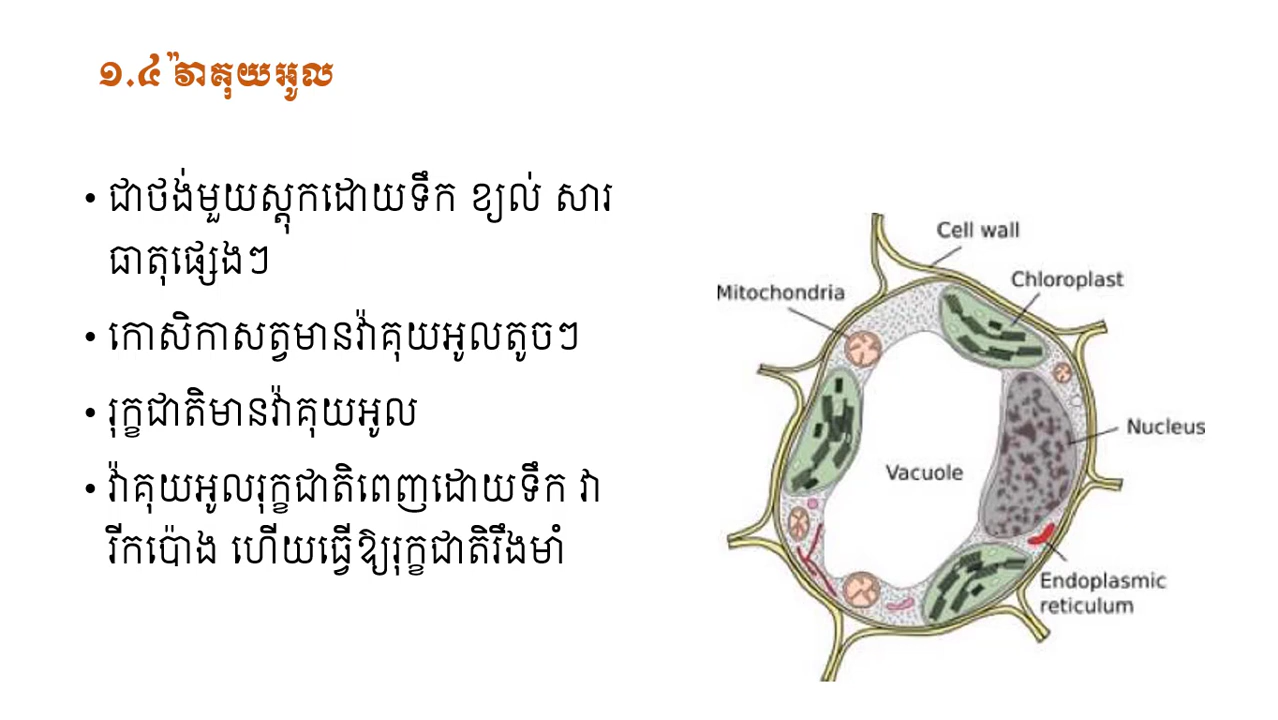 ១.៤ វ៉ាគុយអូល
• ជាថង់មួយស្តុកដោយទឹក ខ្យល់ សារ
ធាតុផ្សេងៗ
• កោសិកាសត្វមានវ៉ាគុយអូលតូចៗ
• រុក្ខជាតិមានវ៉ាគុយអូល
• វ៉ាគុយអូលរុក្ខជាតិពេញដោយទឹក វា
រីកប៉ោង ហើយធ្វើឱ្យរុក្ខជាតិរឹងមាំ
Cell wall
Chloroplast
Mitochondria
Nucleus
Vacuole
Endoplasmic
reticulum